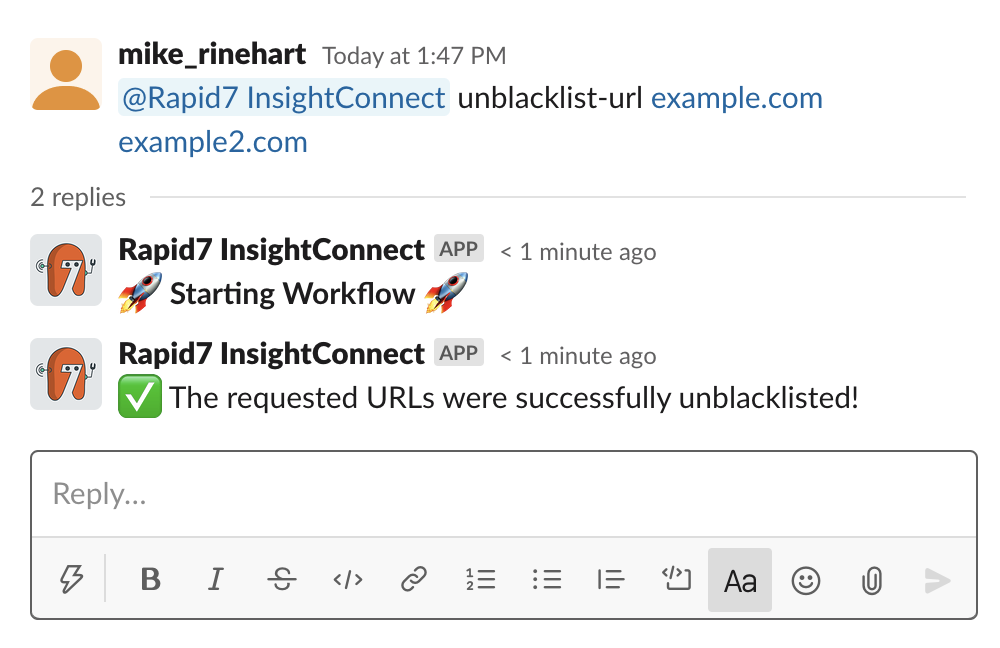 mike_rinehart Today at 1:47 PM
@Rapid7 InsightConnect unblacklist-url example.com
example2.com
2 replies
Rapid7 InsightConnect APP < 1 minute ago
🚀 Starting Workflow 🚀
Rapid7 InsightConnect APP < 1 minute ago
✅ The requested URLs were successfully unblacklisted!
Reply...
B I S </> Aa